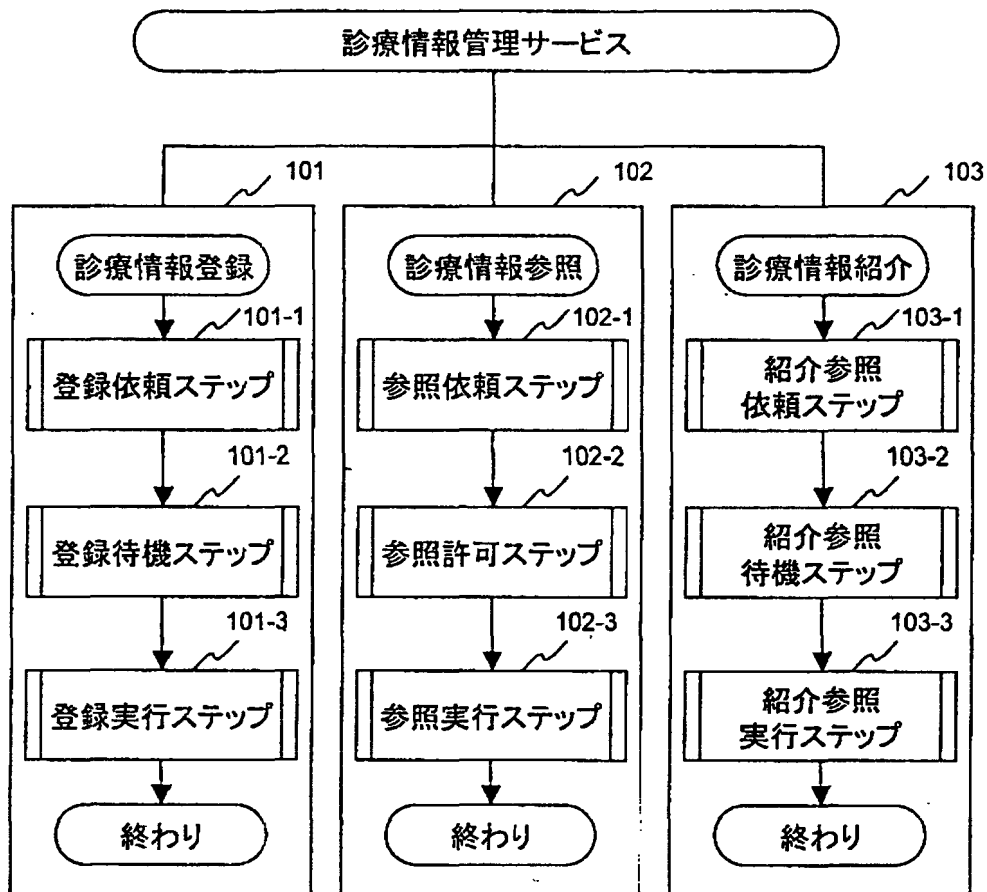 診療情報管理サービス
101
診療情報登録
101-1
登録依頼ステップ
101-2
登録待機ステップ
101-3
登録実行ステップ
終わり
102
診療情報参照
102-1
参照依頼ステップ
102-2
参照許可ステップ
102-3
参照実行ステップ
終わり
103
診療情報紹介
103-1
紹介参照
依頼ステップ
103-2
紹介参照
待機ステップ
103-3
紹介参照
実行ステップ
終わり